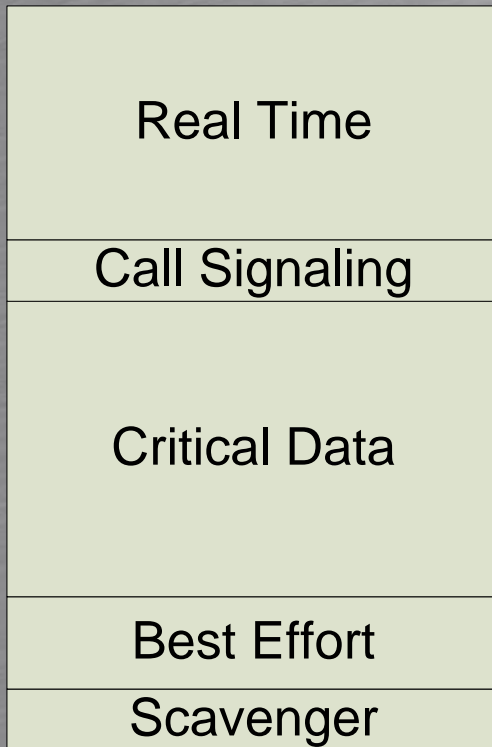 Real Time
Call Signaling
Critical Data
Best Effort
Scavenger